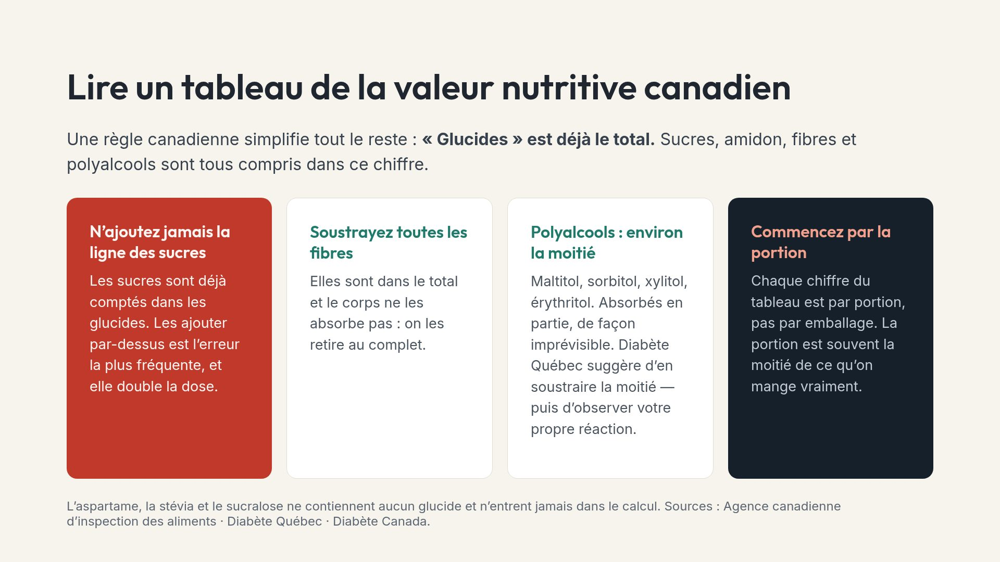 Lire un tableau de la valeur nutritive canadien
Une règle canadienne simplifie tout le reste : « Glucides » est déjà le total. Sucres, amidon, fibres et
polyalcools sont tous compris dans ce chiffre.
N’ajoutez jamais la
ligne des sucres
Les sucres sont déjà
comptés dans les
glucides. Les ajouter
par-dessus est l’erreur
la plus fréquente, et
elle double la dose.
Soustrayez toutes les
fibres
Elles sont dans le total
et le corps ne les
absorbe pas : on les
retire au complet.
Polyalcools : environ
la moitié
Maltitol, sorbitol, xylitol,
érythritol. Absorbés en
partie, de façon
imprévisible. Diabète
Québec suggère d’en
soustraire la moitié —
puis d’observer votre
propre réaction.
Commencez par la
portion
Chaque chiffre du
tableau est par portion,
pas par emballage. La
portion est souvent la
moitié de ce qu’on
mange vraiment.
L’aspartame, la stévia et le sucralose ne contiennent aucun glucide et n’entrent jamais dans le calcul. Sources : Agence canadienne
d’inspection des aliments · Diabète Québec · Diabète Canada.